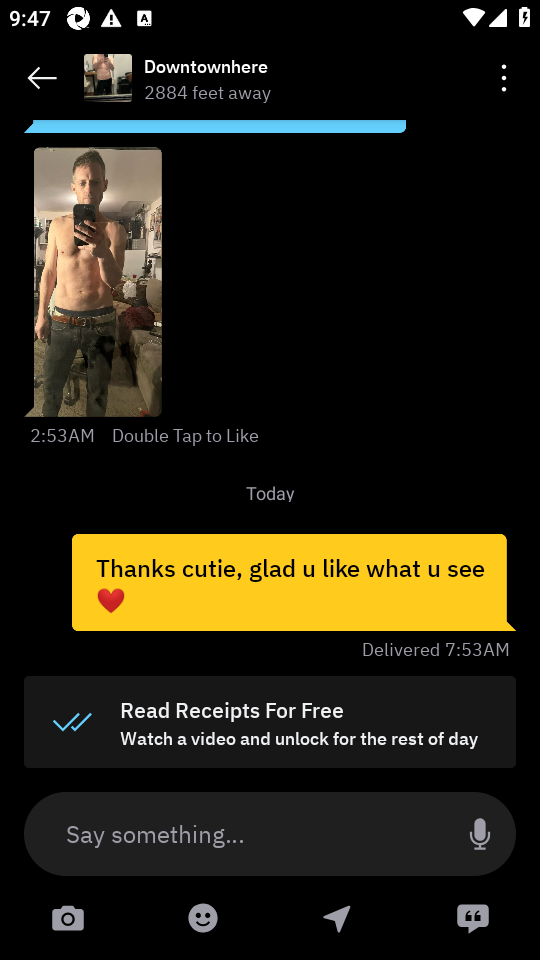 9:47
Downtownhere
2884 feet away
2:53AM Double Tap to Like
Today
Thanks cutie, glad u like what u see
❤️
Delivered 7:53AM
Read Receipts For Free
Watch a video and unlock for the rest of day
Say something...